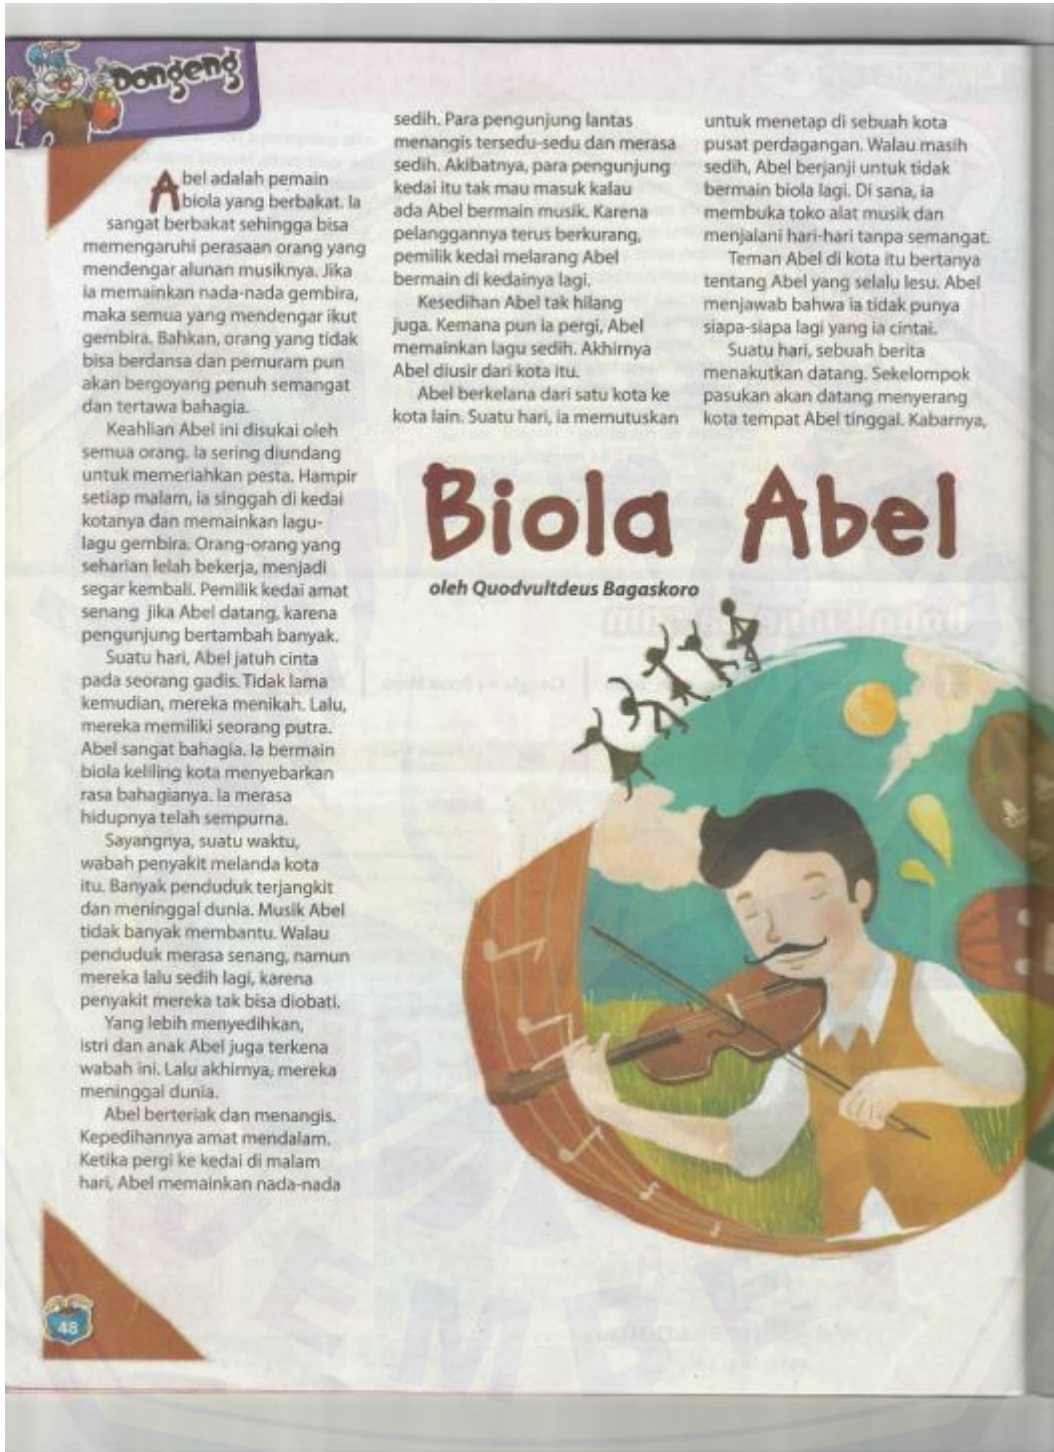 Dongeng
Abel adalah pemain
biola yang berbakat. Ia
sangat berbakat sehingga bisa
memengaruhi perasaan orang yang
mendengar alunan musiknya. Jika
ia memainkan nada-nada gembira,
maka semua yang mendengar ikut
gembira. Bahkan, orang yang tidak
bisa berdansa dan pemuram pun
akan bergoyang penuh semangat
dan tertawa bahagia.
Keahlian Abel ini disukai oleh
semua orang. Ia sering diundang
untuk memeriahkan pesta. Hampir
setiap malam, ia singgah di kedai
kotanya dan memainkan lagu-
lagu gembira. Orang-orang yang
seharian lelah bekerja, menjadi
segar kembali. Pemilik kedai amat
senang jika Abel datang, karena
pengunjung bertambah banyak.
Suatu hari, Abel jatuh cinta
pada seorang gadis. Tidak lama
kemudian, mereka menikah. Lalu,
mereka memiliki seorang putra.
Abel sangat bahagia. Ia bermain
biola keliling kota menyebarkan
rasa bahagianya. Ia merasa
hidupnya telah sempurna.
Sayangnya, suatu waktu,
wabah penyakit melanda kota
itu. Banyak penduduk terjangkit
dan meninggal dunia. Musik Abel
tidak banyak membantu. Walau
penduduk merasa senang, namun
mereka lalu sedih lagi, karena
penyakit mereka tak bisa diobati.
Yang lebih menyedihkan,
istri dan anak Abel juga terkena
wabah ini. Lalu akhirnya, mereka
meninggal dunia.
Abel berteriak dan menangis.
Kepedihannya amat mendalam.
Ketika pergi ke kedai di malam
hari, Abel memainkan nada-nada
sedih. Para pengunjung lantas
menangis tersedu-sedu dan merasa
sedih. Akibatnya, para pengunjung
kedai itu tak mau masuk kalau
ada Abel bermain musik. Karena
pelanggannya terus berkurang,
pemilik kedai melarang Abel
bermain di kedainya lagi.
Kesedihan Abel tak hilang
juga. Kemana pun ia pergi, Abel
memainkan lagu sedih. Akhirnya
Abel diusir dari kota itu.
Abel berkelana dari satu kota ke
kota lain. Suatu hari, ia memutuskan
untuk menetap di sebuah kota
pusat perdagangan. Walau masih
sedih, Abel berjanji untuk tidak
bermain biola lagi. Di sana, ia
membuka toko alat musik dan
menjalani hari-hari tanpa semangat.
Teman Abel di kota itu bertanya
tentang Abel yang selalu lesu. Abel
menjawab bahwa ia tidak punya
siapa-siapa lagi yang ia cintai.
Suatu hari, sebuah berita
menakutkan datang. Sekelompok
pasukan akan datang menyerang
kota tempat Abel tinggal. Kabarnya,
Biola Abel
oleh Quodvultdeus Bagaskoro
48
JEMBE